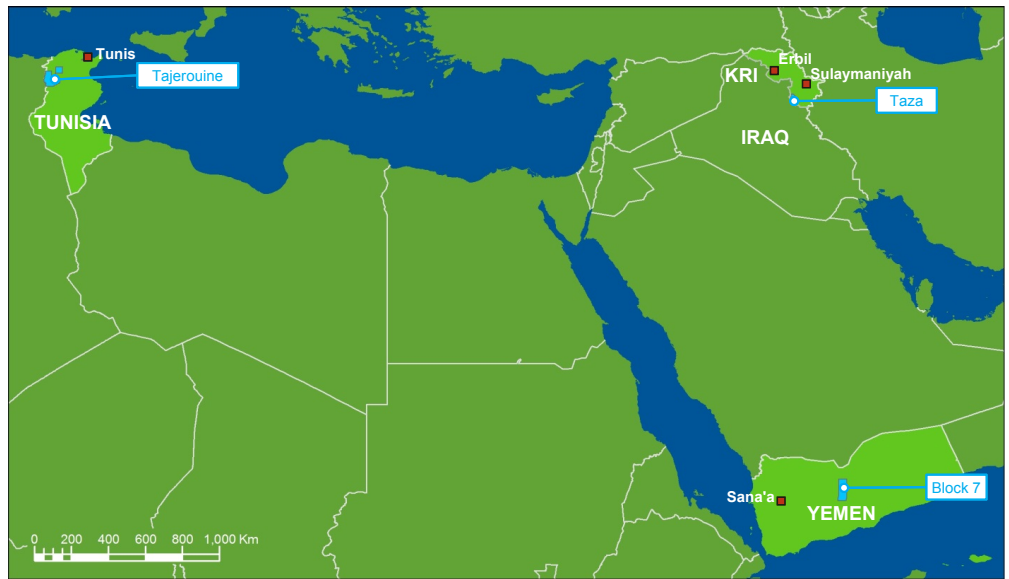 Tunis
Tajerouine
TUNISIA
Erbil
KRI
Sulaymaniyah
Taza
IRAQ
Sana'a
Block 7
YEMEN
0 200 400 600 800 1,000 Km